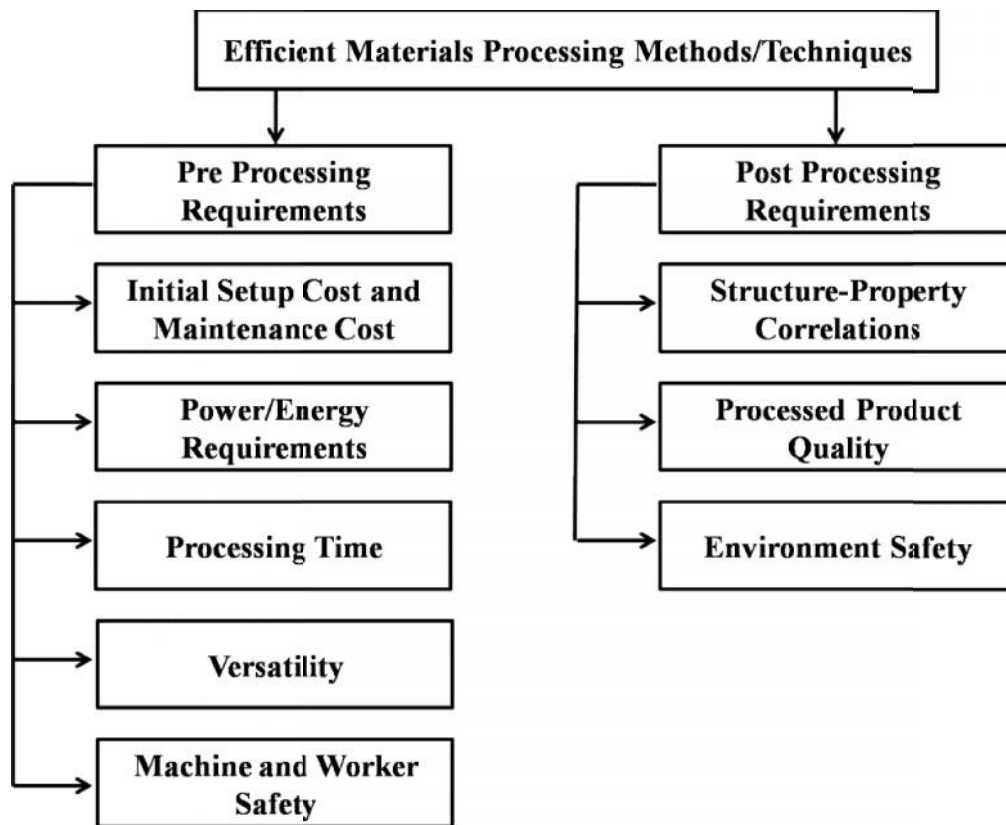 Efficient Materials Processing Methods/Techniques
Pre Processing
Requirements
Initial Setup Cost and
Maintenance Cost
Power/Energy
Requirements
Processing Time
Versatility
Machine and Worker
Safety
Post Processing
Requirements
Structure-Property
Correlations
Processed Product
Quality
Environment Safety